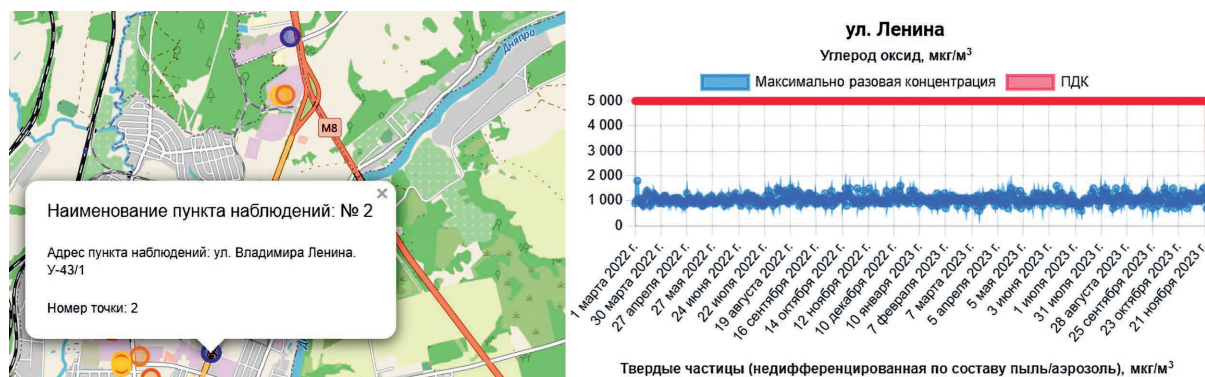 Днепро
М8
Наименование пункта наблюдений: № 2
Адрес пункта наблюдений: ул. Владимира Ленина.
У-43/1
Номер точки: 2
ул. Ленина
Углерод оксид, мкг/м³
Максимально разовая концентрация
ПДК
5 000
4 000
3 000
2 000
1 000
0
1 марта 2022 г.
30 марта 2022 г.
27 апреля 2022 г.
27 мая 2022 г.
24 июня 2022 г.
22 июля 2022 г.
19 августа 2022 г.
16 сентября 2022 г.
14 октября 2022 г.
12 ноября 2022 г.
10 декабря 2022 г.
10 января 2023 г.
7 февраля 2023 г.
7 марта 2023 г.
5 апреля 2023 г.
5 мая 2023 г.
3 июня 2023 г.
1 июля 2023 г.
31 июля 2023 г.
28 августа 2023 г.
25 сентября 2023 г.
23 октября 2023 г.
21 ноября 2023 г.
Твердые частицы (недифференцированная по составу пыль/аэрозоль), мкг/м³